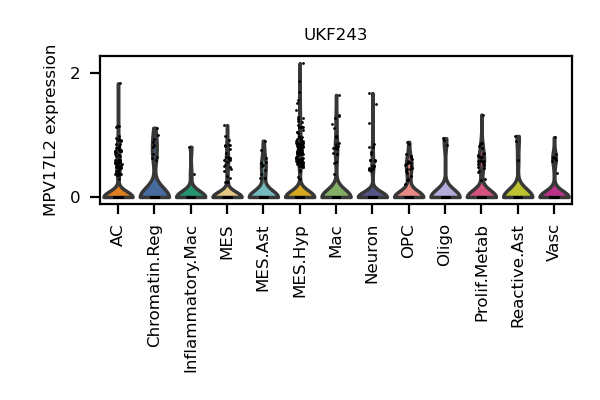 UKF243
MPV17L2 expression
2
0
AC
Chromatin.Reg
Inflammatory.Mac
MES
MES.Ast
MES.Hyp
Mac
Neuron
OPC
Oligo
Prolif.Metab
Reactive.Ast
Vasc